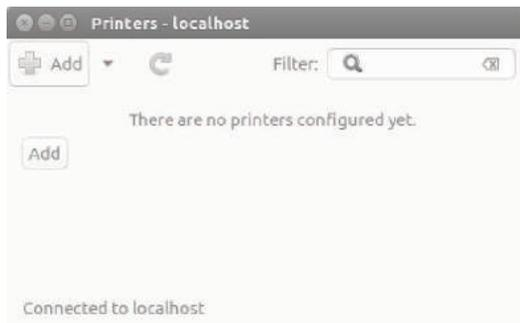 Printers - localhost
Add Filter:
There are no printers configured yet.
Add
Connected to localhost